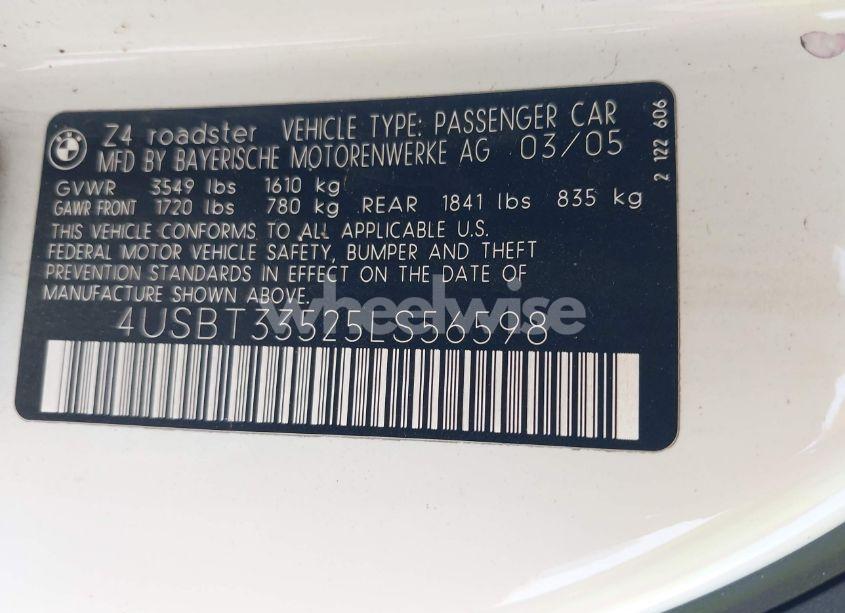 Z4 roadster VEHICLE TYPE: PASSENGER CAR
MFD BY BAYERISCHE MOTORENWERKE AG 03/05
GVWR 3549 lbs 1610 kg
GAWR FRONT 1720 lbs 780 kg REAR 1841 lbs 835 kg
THIS VEHICLE CONFORMS TO ALL APPLICABLE U.S.
FEDERAL MOTOR VEHICLE SAFETY, BUMPER AND THEFT
PREVENTION STANDARDS IN EFFECT ON THE DATE OF
MANUFACTURE SHOWN ABOVE.
4USBT33525LS56598
2 122 606
wheelwise